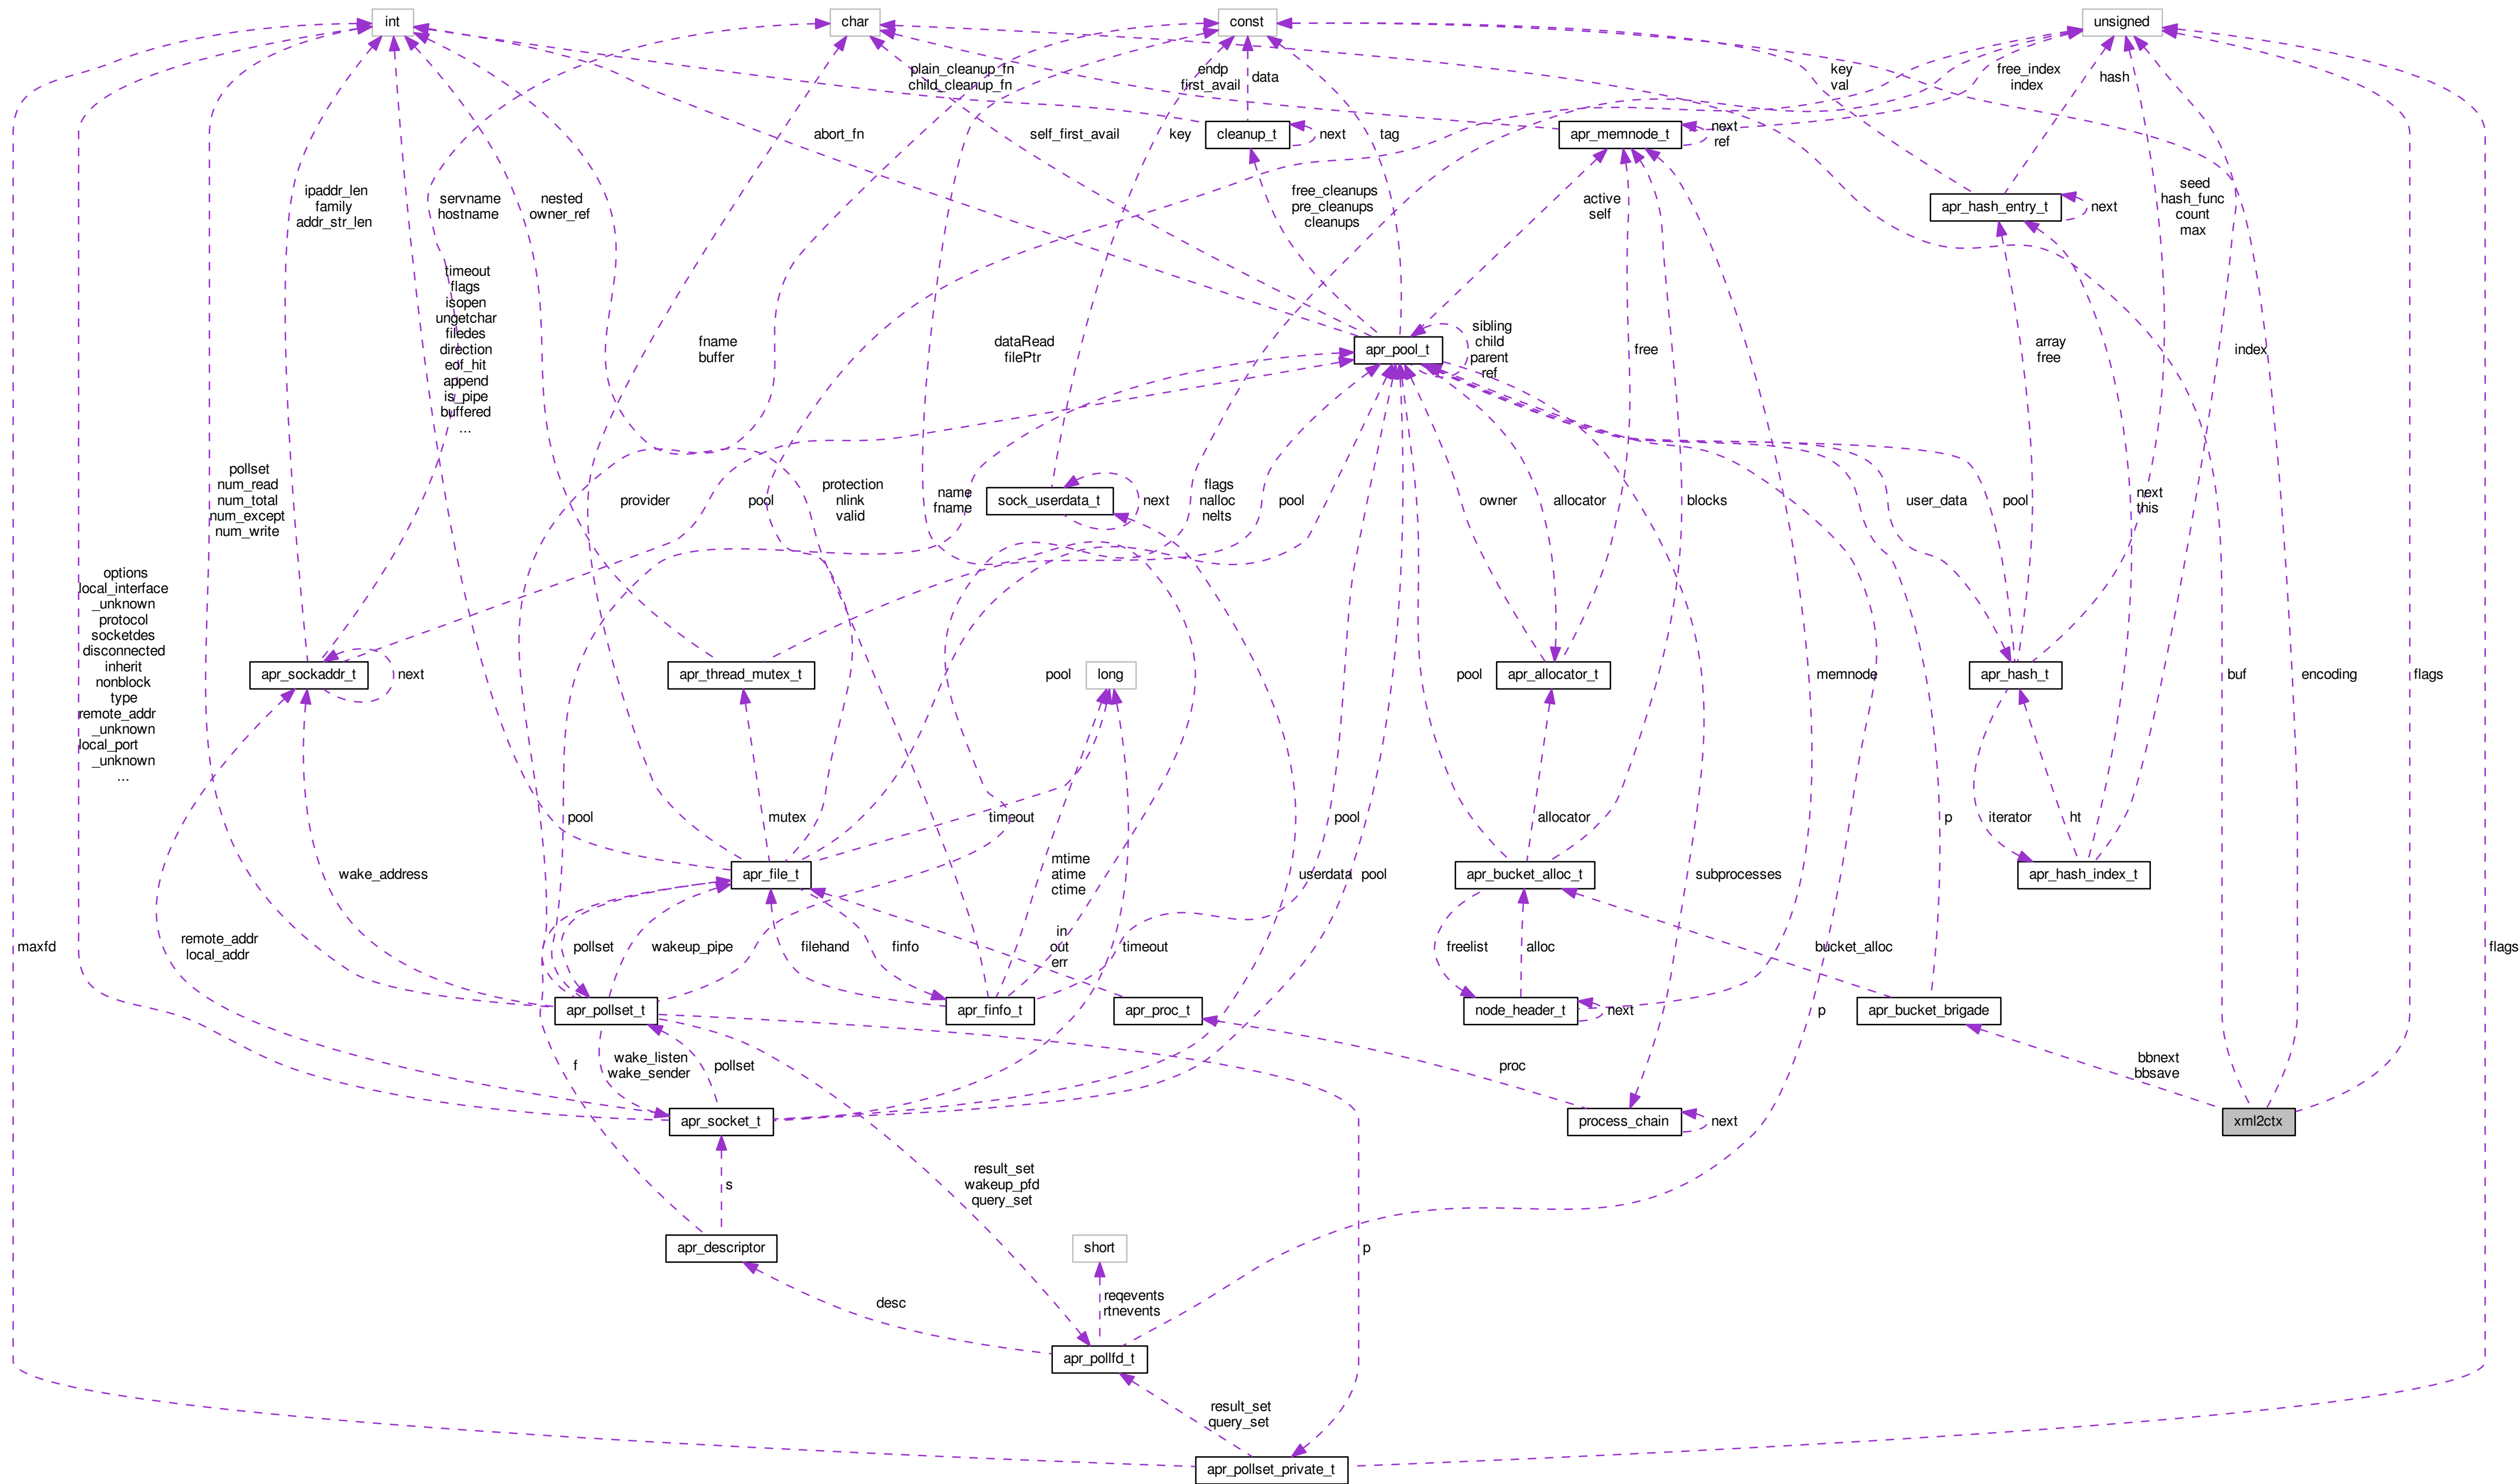 int
char
const
unsigned
plain_cleanup_fn
child_cleanup_fn
endp
first_avail
data
key
val
free_index
index
hash
abort_fn
self_first_avail
key
cleanup_t
next
tag
apr_memnode_t
next
ref
ipaddr_len
family
addr_str_len
servname
hostname
nested
owner_ref
free_cleanups
pre_cleanups
cleanups
active
self
apr_hash_entry_t
next
seed
hash_func
count
max
timeout
flags
isopen
ungetchar
filedes
direction
eof_hit
append
is_pipe
buffered
...
fname
buffer
dataRead
filePtr
apr_pool_t
sibling
child
parent
ref
free
array
free
index
pollset
num_read
num_total
num_except
num_write
provider
pool
protection
nlink
valid
name
fname
sock_userdata_t
next
flags
nalloc
nelts
pool
owner
allocator
blocks
user_data
pool
next
this
options
local_interface
_unknown
protocol
socketdes
disconnected
inherit
nonblock
type
remote_addr
_unknown
local_port
_unknown
...
apr_sockaddr_t
next
apr_thread_mutex_t
pool
long
pool
apr_allocator_t
memnode
apr_hash_t
buf
encoding
flags
pool
mutex
timeout
pool
allocator
p
iterator
ht
wake_address
apr_file_t
mtime
atime
ctime
userdata
pool
apr_bucket_alloc_t
subprocesses
apr_hash_index_t
maxfd
remote_addr
local_addr
pollset
wakeup_pipe
filehand
finfo
in
out
err
timeout
freelist
alloc
bucket_alloc
flags
apr_pollset_t
apr_finfo_t
apr_proc_t
node_header_t
next
p
apr_bucket_brigade
f
wake_listen
wake_sender
pollset
proc
bbnext
bbsave
apr_socket_t
process_chain
next
xml2ctx
s
result_set
wakeup_pfd
query_set
apr_descriptor
short
p
desc
reqevents
rtnevents
apr_pollfd_t
result_set
query_set
apr_pollset_private_t